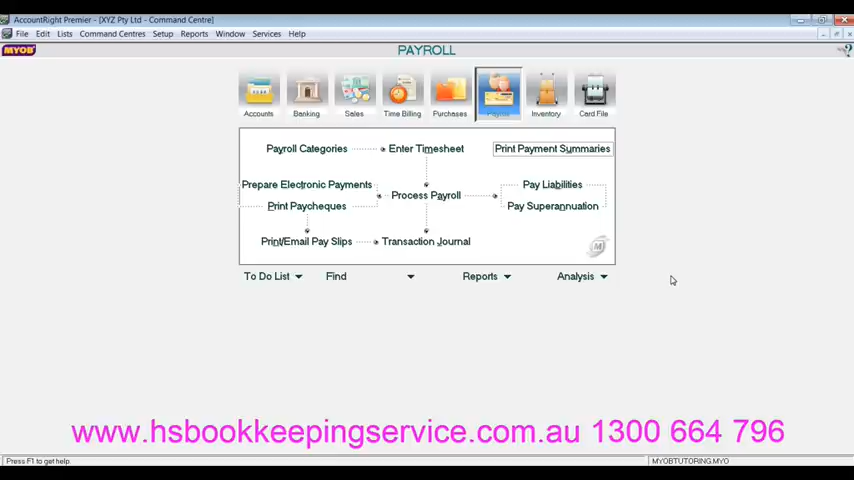 AccountRight Premier - [XYZ Pty Ltd - Command Centre]
File Edit Lists Command Centres Setup Reports Window Services Help
MYOB PAYROLL
Accounts Banking Sales Time Billing Purchases Payroll Inventory Card File
Payroll Categories Enter Timesheet Print Payment Summaries
Prepare Electronic Payments Pay Liabilities
Process Payroll
Print Paycheques Pay Superannuation
Print/Email Pay Slips Transaction Journal
To Do List Find Reports Analysis
www.hsbookkeepingservice.com.au 1300 664 796
Press F1 to get help. MYOBTUTORING.MYO